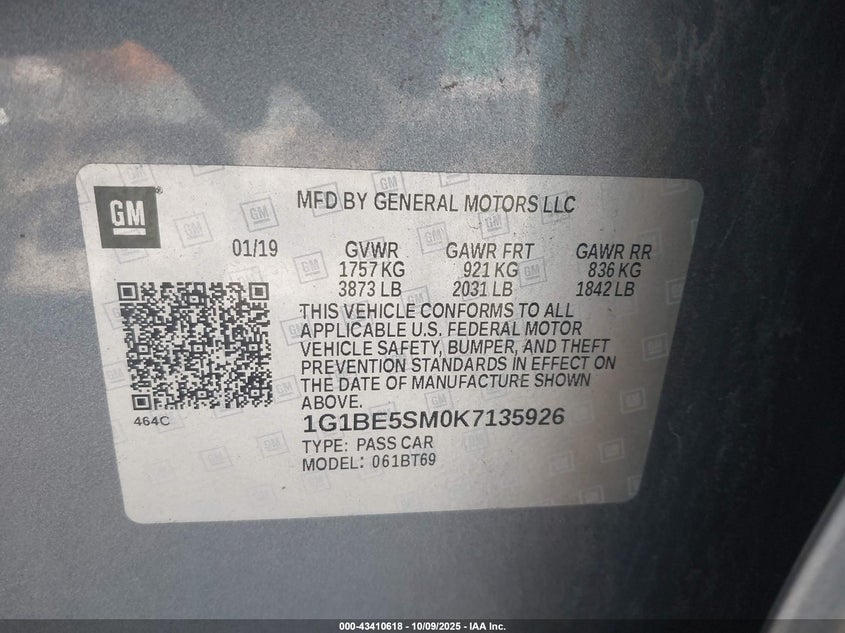 GM
MFD BY GENERAL MOTORS LLC
01/19 GVWR GAWR FRT GAWR RR
1757 KG 921 KG 836 KG
3873 LB 2031 LB 1842 LB
THIS VEHICLE CONFORMS TO ALL
APPLICABLE U.S. FEDERAL MOTOR
VEHICLE SAFETY, BUMPER, AND THEFT
PREVENTION STANDARDS IN EFFECT ON
THE DATE OF MANUFACTURE SHOWN
ABOVE.
464C
1G1BE5SM0K7135926
TYPE: PASS CAR
MODEL: 061BT69
000-43410618 - 10/09/2025 - IAA Inc.